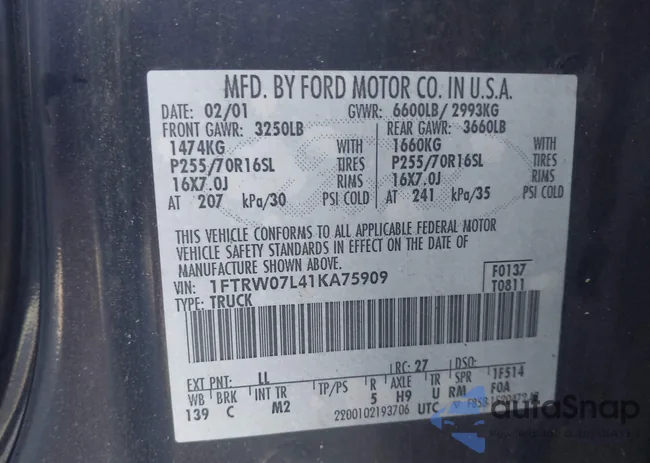 MFD. BY FORD MOTOR CO. IN U.S.A.
DATE: 02/01 GVWR: 6600LB/ 2993KG
FRONT GAWR: 3250LB REAR GAWR: 3660LB
1474KG WITH 1660KG WITH
P255/70R16SL TIRES P255/70R16SL TIRES
16X7.0J RIMS 16X7.0J RIMS
AT 207 kPa/30 PSI COLD AT 241 kPa/35 PSI COLD
THIS VEHICLE CONFORMS TO ALL APPLICABLE FEDERAL MOTOR
VEHICLE SAFETY STANDARDS IN EFFECT ON THE DATE OF
MANUFACTURE SHOWN ABOVE.
VIN: 1FTRW07L41KA75909 F0137
TYPE: TRUCK T0811
EXT PNT: LL RC: 27 DSO:
WB BRK INT TR TP/PS R AXLE TR SPR 1F514
139 C M2 5 H9 U RM FOA
2200102193706 UTC
autoSnap